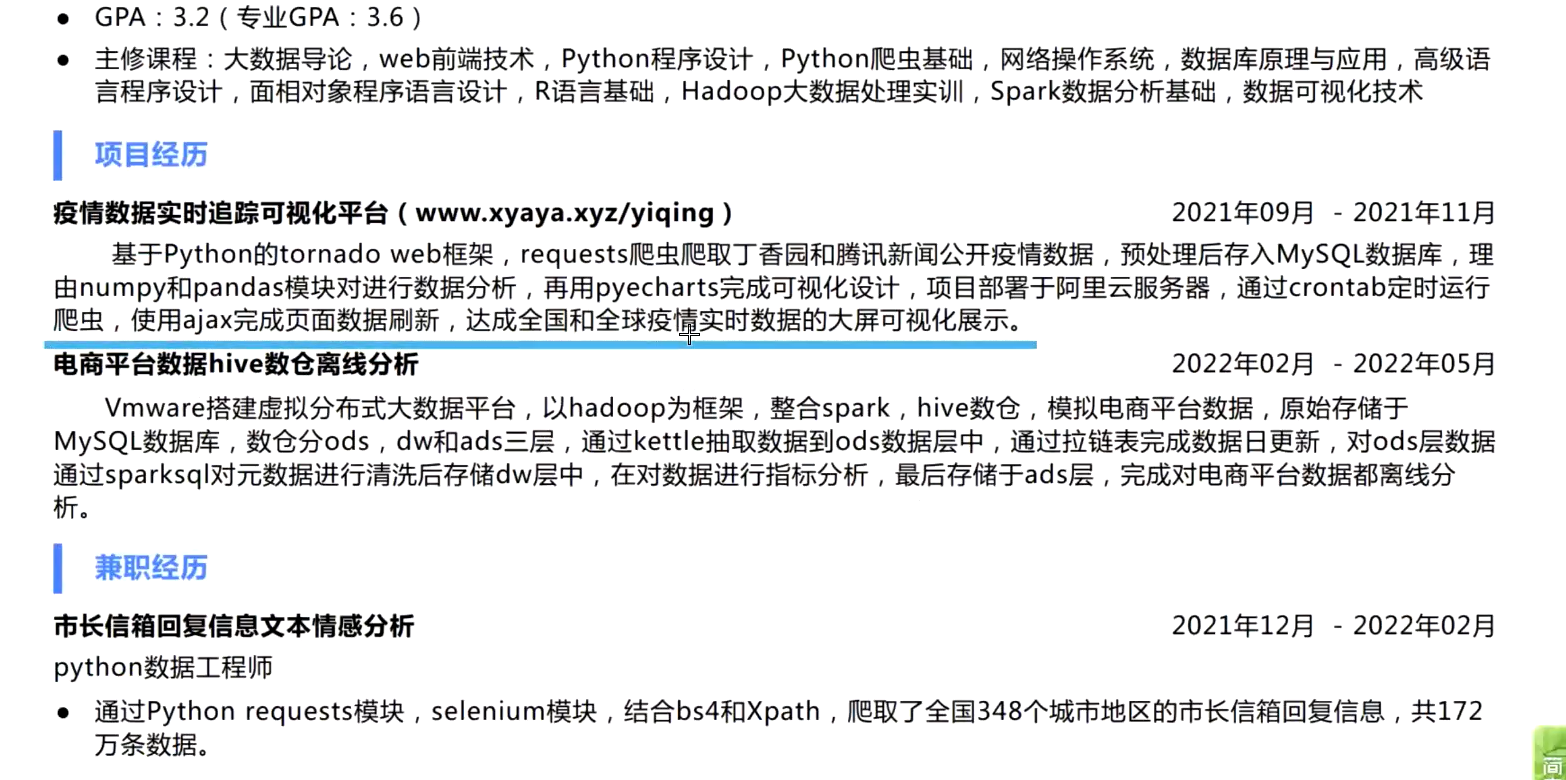 GPA：3.2（专业GPA：3.6）
主修课程：大数据导论，web前端技术，Python程序设计，Python爬虫基础，网络操作系统，数据库原理与应用，高级语
言程序设计，面相对象程序语言设计，R语言基础，Hadoop大数据处理实训，Spark数据分析基础，数据可视化技术
项目经历
疫情数据实时追踪可视化平台（www.xyaya.xyz/yiqing） 2021年09月 - 2021年11月
基于Python的tornado web框架，requests爬虫爬取丁香园和腾讯新闻公开疫情数据，预处理后存入MySQL数据库，理
由numpy和pandas模块对进行数据分析，再用pyecharts完成可视化设计，项目部署于阿里云服务器，通过crontab定时运行
爬虫，使用ajax完成页面数据刷新，达成全国和全球疫情实时数据的大屏可视化展示。
电商平台数据hive数仓离线分析 2022年02月 - 2022年05月
Vmware搭建虚拟分布式大数据平台，以hadoop为框架，整合spark，hive数仓，模拟电商平台数据，原始存储于
MySQL数据库，数仓分ods，dw和ads三层，通过kettle抽取数据到ods数据层中，通过拉链表完成数据日更新，对ods层数据
通过sparksql对元数据进行清洗后存储dw层中，在对数据进行指标分析，最后存储于ads层，完成对电商平台数据都离线分
析。
兼职经历
市长信箱回复信息文本情感分析 2021年12月 - 2022年02月
python数据工程师
通过Python requests模块，selenium模块，结合bs4和Xpath，爬取了全国348个城市地区的市长信箱回复信息，共172
万条数据。
简